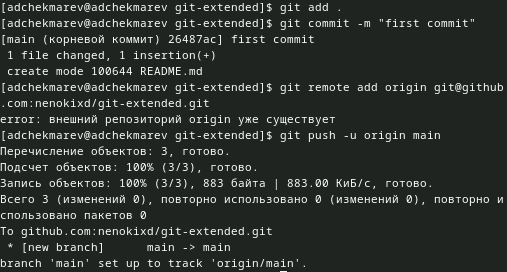 [adchekmarev@adchekmarev git-extended]$ git add .
[adchekmarev@adchekmarev git-extended]$ git commit -m "first commit"
[main (корневой коммит) 26487ac] first commit
 1 file changed, 1 insertion(+)
 create mode 100644 README.md
[adchekmarev@adchekmarev git-extended]$ git remote add origin git@github
.com:nenokixd/git-extended.git
error: внешний репозиторий origin уже существует
[adchekmarev@adchekmarev git-extended]$ git push -u origin main
Перечисление объектов: 3, готово.
Подсчет объектов: 100% (3/3), готово.
Запись объектов: 100% (3/3), 883 байта | 883.00 КиБ/с, готово.
Всего 3 (изменений 0), повторно использовано 0 (изменений 0), повторно и
спользовано пакетов 0
To github.com:nenokixd/git-extended.git
 * [new branch]      main -> main
branch 'main' set up to track 'origin/main'.